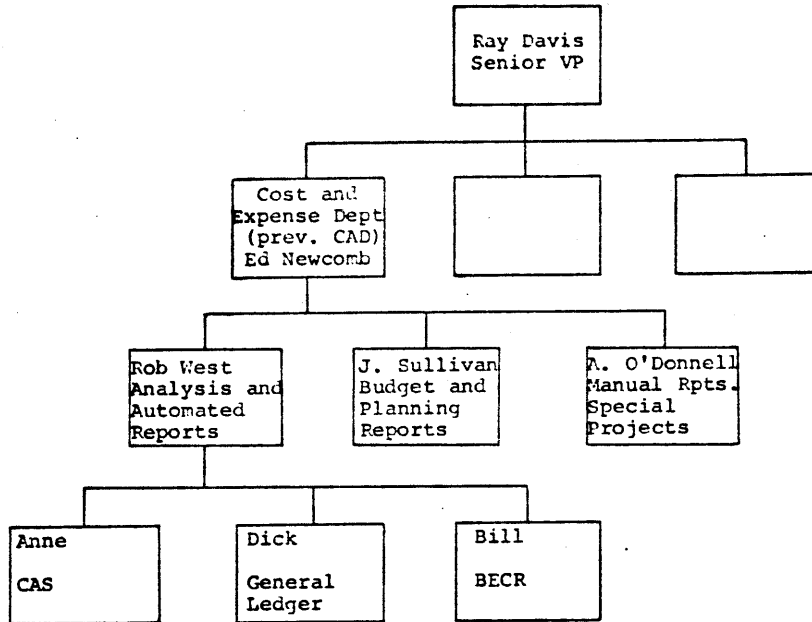 Ray Davis
Senior VP
Cost and
Expense Dept
(prev. CAD)
Ed Newcomb
Rob West
Analysis and
Automated
Reports
J. Sullivan
Budget and
Planning
Reports
A. O'Donnell
Manual Rpts.
Special
Projects
Anne
CAS
Dick
General
Ledger
Bill
BECR